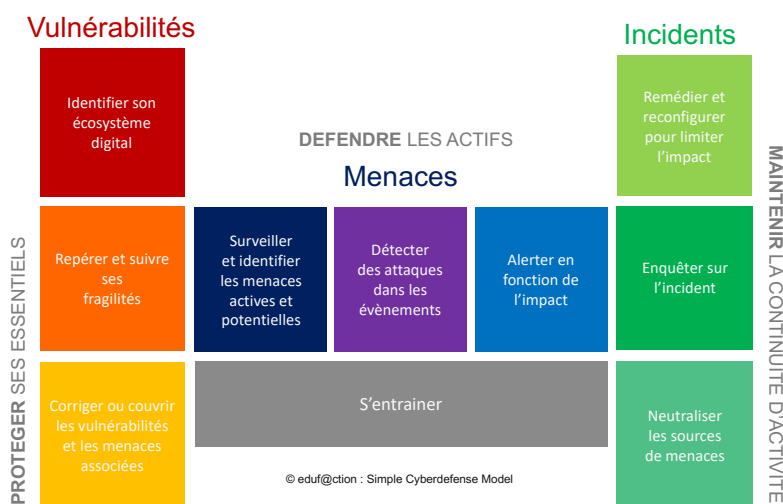 Vulnérabilités
Identifier son
écosystème
digital
Repérer et suivre
ses
fragilités
Corriger ou couvrir
les vulnérabilités
et les menaces
associées
PROTEGER SES ESSENTIELS
DEFENDRE LES ACTIFS
Menaces
Surveiller
et identifier
les menaces
actives et
potentielles
Détecter
des attaques
dans les
évènements
Alerter en
fonction de
l’impact
S’entrainer
© eduf@ction : Simple Cyberdefense Model
Incidents
Remédier et
reconfigurer
pour limiter
l’impact
Enquêter sur
l’incident
Neutraliser
les sources
de menaces
MAINTENIR LA CONTINUITE D’ACTIVITE